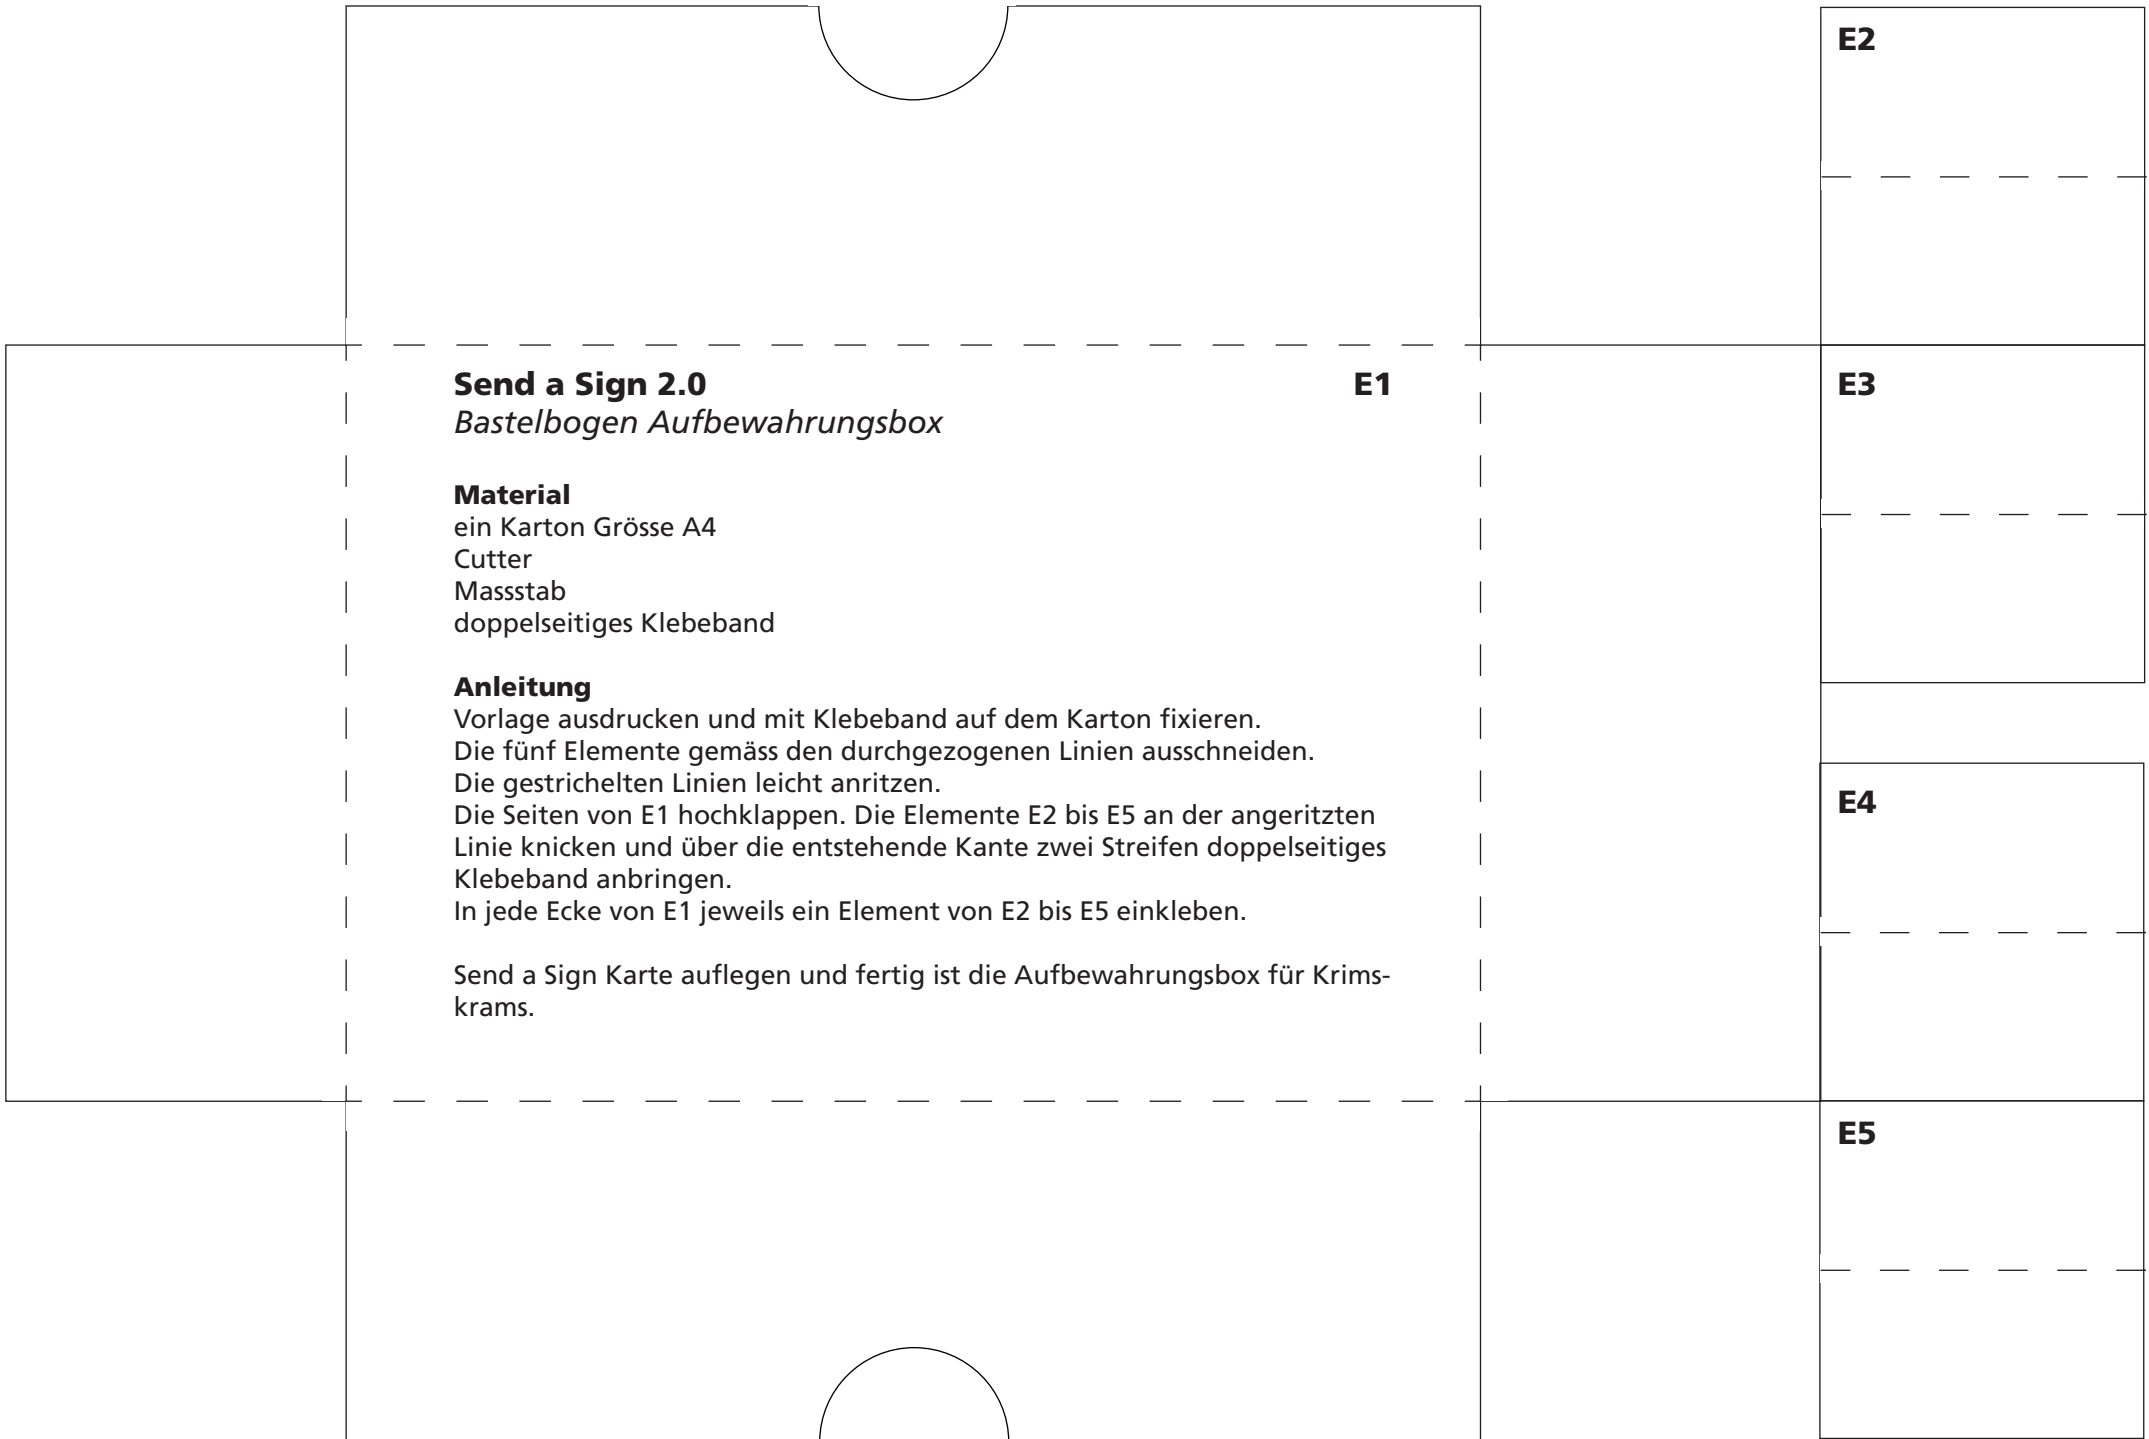 E2
Send a Sign 2.0 E1
Bastelbogen Aufbewahrungsbox
E3
Material
ein Karton Grösse A4
Cutter
Massstab
doppelseitiges Klebeband
Anleitung
Vorlage ausdrucken und mit Klebeband auf dem Karton fixieren.
Die fünf Elemente gemäss den durchgezogenen Linien ausschneiden.
Die gestrichelten Linien leicht anritzen.
Die Seiten von E1 hochklappen. Die Elemente E2 bis E5 an der angeritzten
Linie knicken und über die entstehende Kante zwei Streifen doppelseitiges
Klebeband anbringen.
In jede Ecke von E1 jeweils ein Element von E2 bis E5 einkleben.
Send a Sign Karte auflegen und fertig ist die Aufbewahrungsbox für Krims-
krams.
E4
E5